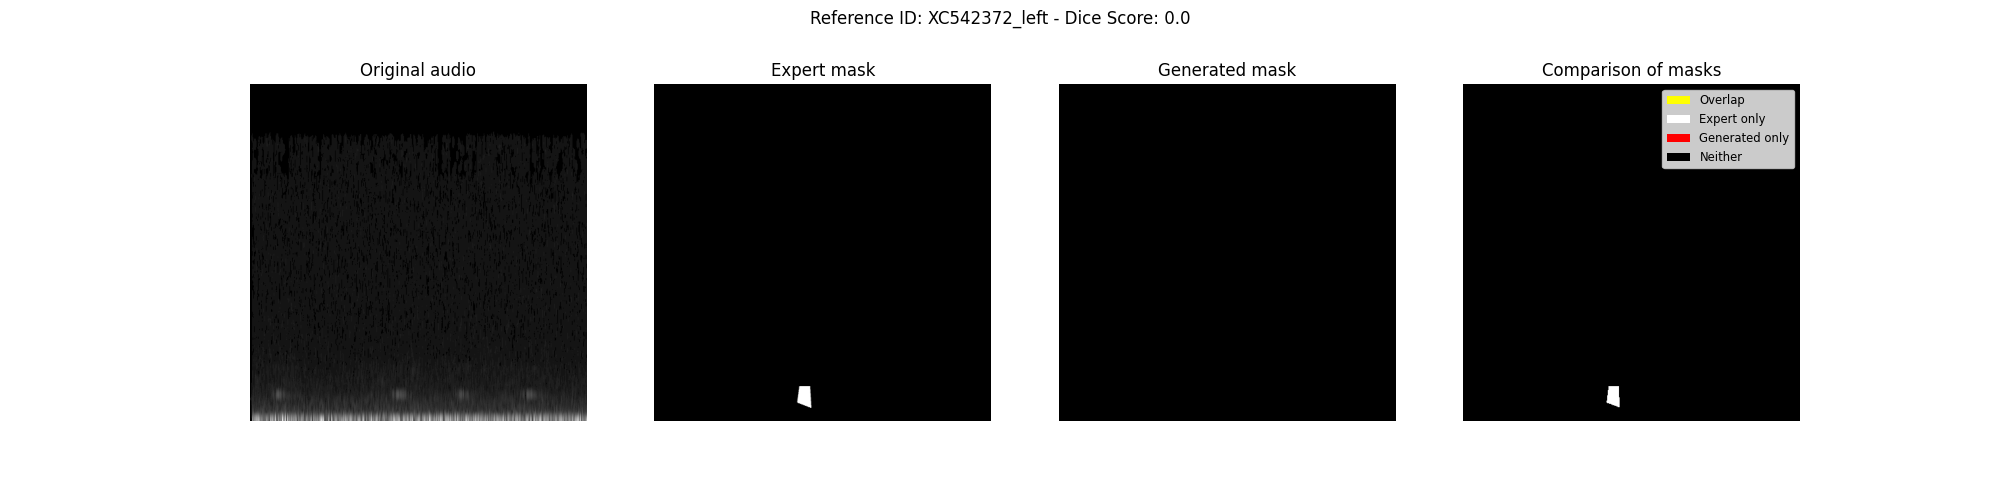 Reference ID: XC542372_left - Dice Score: 0.0
Original audio
Expert mask
Generated mask
Comparison of masks
Overlap
Expert only
Generated only
Neither